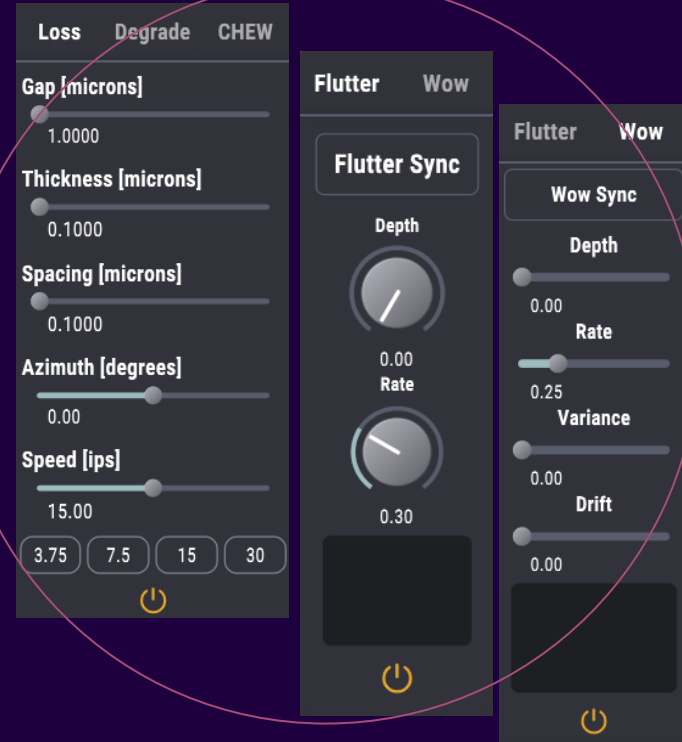 Loss Degrade CHEW
Gap [microns]
1.0000
Thickness [microns]
0.1000
Spacing [microns]
0.1000
Azimuth [degrees]
0.00
Speed [ips]
15.00
3.75 7.5 15 30
Flutter Wow
Flutter Sync
Depth
0.00
Rate
0.30
Flutter Wow
Wow Sync
Depth
0.00
Rate
0.25
Variance
0.00
Drift
0.00